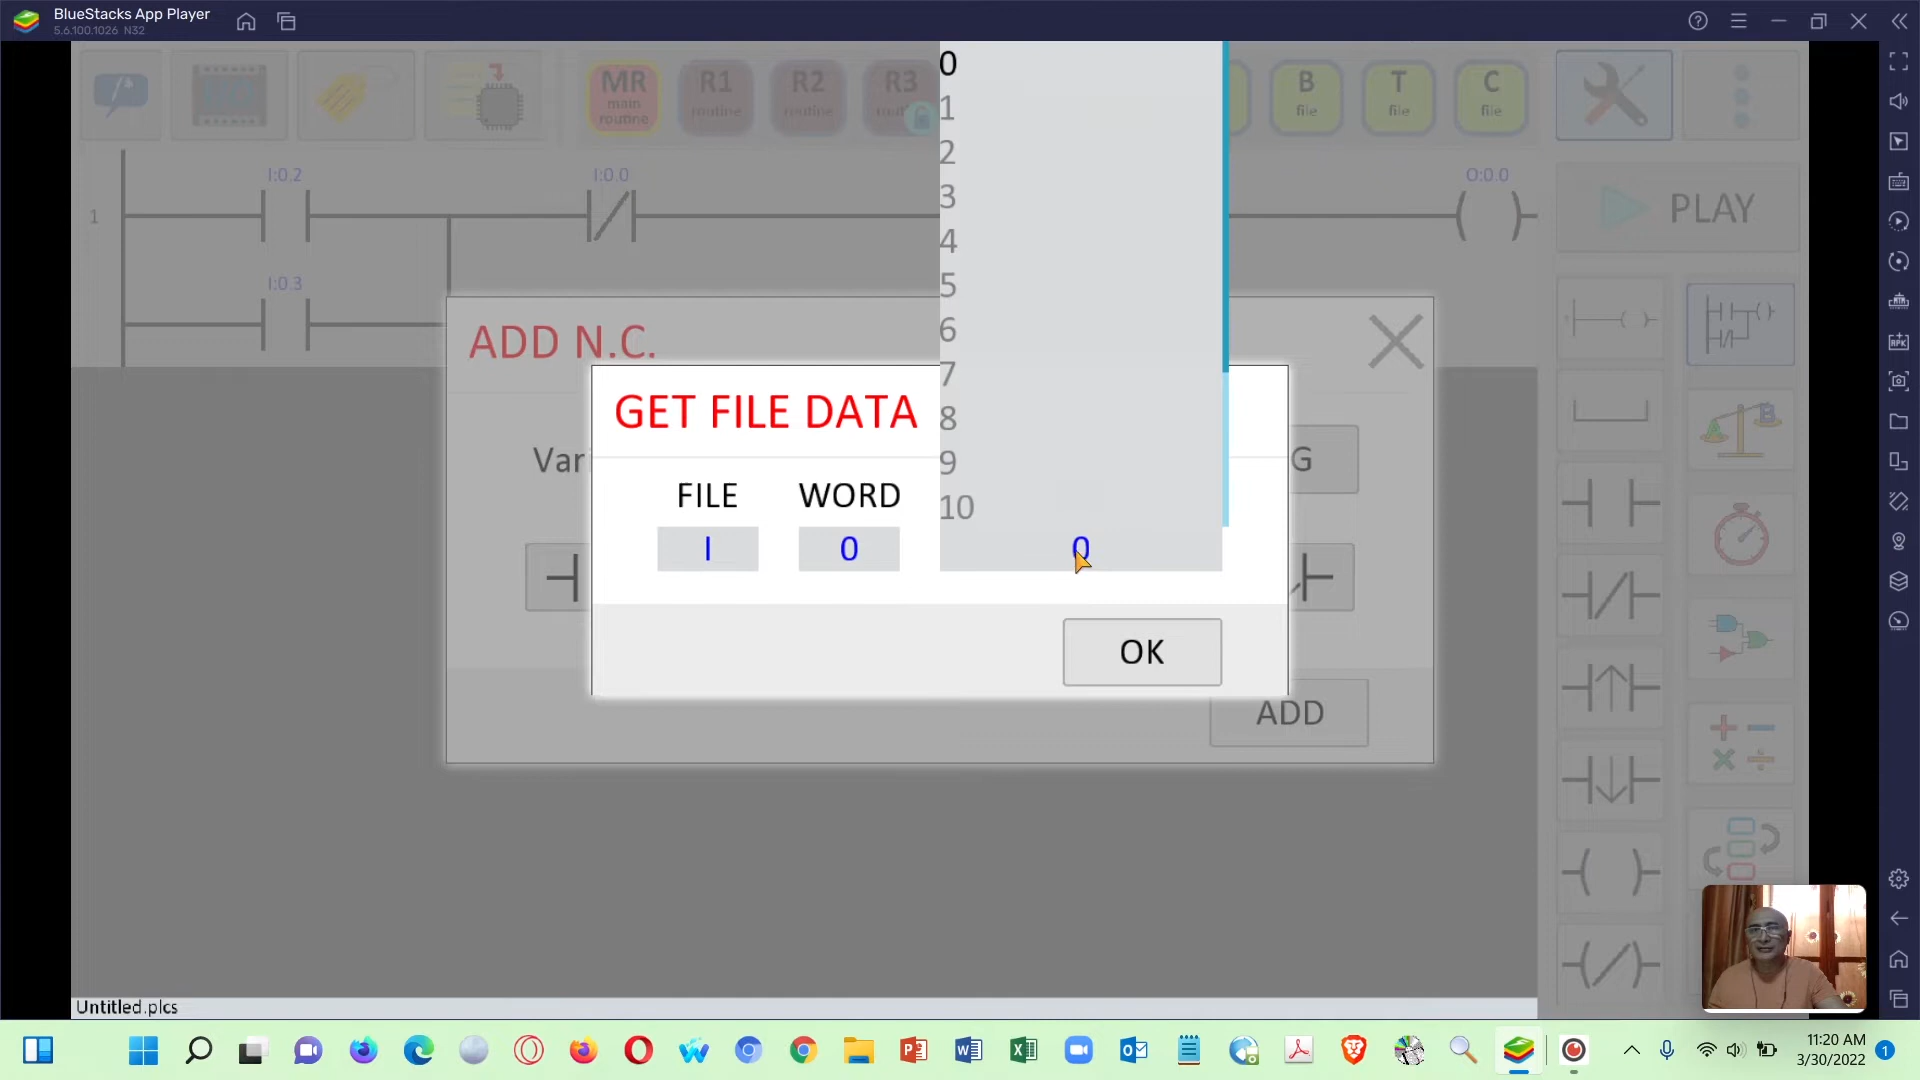 BlueStacks App Player
5.6.100.1026 N32
MR
main
routine
R1
routine
R2
routine
R3
B
file
T
file
C
file
I:0.2
I:0.0
O:0.0
1
I:0.3
PLAY
0
1
2
3
4
5
6
7
8
9
10
ADD N.C.
GET FILE DATA
Vari
G
FILE
WORD
I
0
0
OK
ADD
Untitled.plcs
11:20 AM
3/30/2022
1